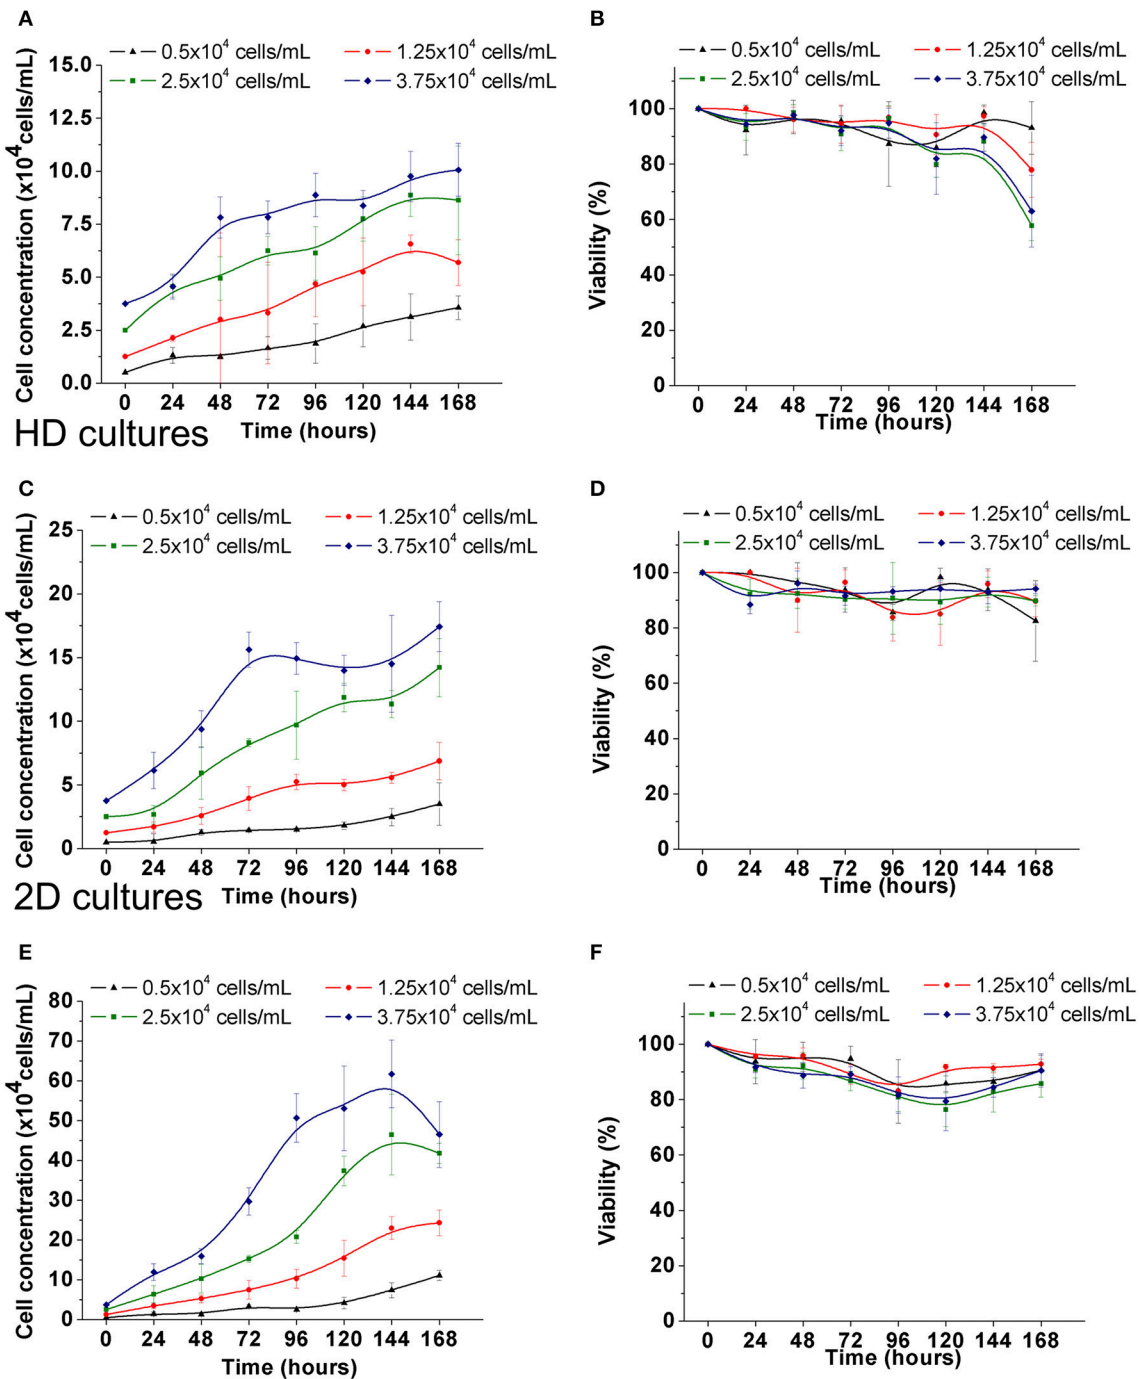 A
0.5x10⁴ cells/mL 1.25x10⁴ cells/mL
2.5x10⁴ cells/mL 3.75x10⁴ cells/mL
Cell concentration (x10⁴cells/mL)
15.0
12.5
10.0
7.5
5.0
2.5
0.0
0 24 48 72 96 120 144 168
Time (hours)
HD cultures
B
0.5x10⁴ cells/mL 1.25x10⁴ cells/mL
2.5x10⁴ cells/mL 3.75x10⁴ cells/mL
Viability (%)
100
80
60
40
20
0
0 24 48 72 96 120 144 168
Time (hours)
C
0.5x10⁴ cells/mL 1.25x10⁴ cells/mL
2.5x10⁴ cells/mL 3.75x10⁴ cells/mL
Cell concentration (x10⁴cells/mL)
25
20
15
10
5
0
0 24 48 72 96 120 144 168
Time (hours)
2D cultures
D
0.5x10⁴ cells/mL 1.25x10⁴ cells/mL
2.5x10⁴ cells/mL 3.75x10⁴ cells/mL
Viability (%)
100
80
60
40
20
0
0 24 48 72 96 120 144 168
Time (hours)
E
0.5x10⁴ cells/mL 1.25x10⁴ cells/mL
2.5x10⁴ cells/mL 3.75x10⁴ cells/mL
Cell concentration (x10⁴cells/mL)
80
70
60
50
40
30
20
10
0
0 24 48 72 96 120 144 168
Time (hours)
F
0.5x10⁴ cells/mL 1.25x10⁴ cells/mL
2.5x10⁴ cells/mL 3.75x10⁴ cells/mL
Viability (%)
100
80
60
40
20
0
0 24 48 72 96 120 144 168
Time (hours)